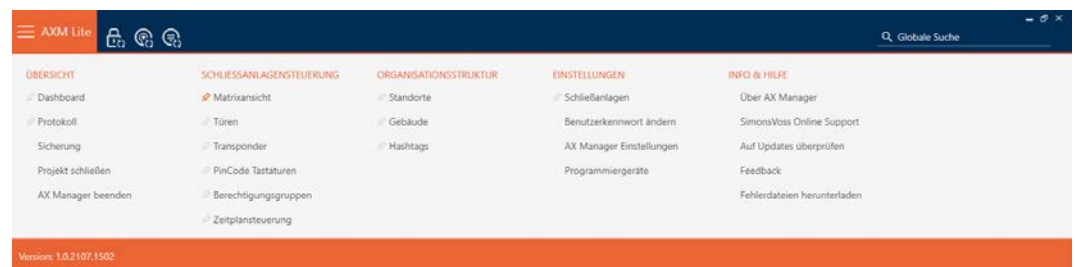 AXM Lite
Globale Suche
ÜBERSICHT
Dashboard
Protokoll
Sicherung
Projekt schließen
AX Manager beenden
SCHLIESSANLAGENSTEUERUNG
Matrixansicht
Türen
Transponder
PinCode Tastaturen
Berechtigungsgruppen
Zeitplansteuerung
ORGANISATIONSSTRUKTUR
Standorte
Gebäude
Hashtags
EINSTELLUNGEN
Schließanlagen
Benutzerkennwort ändern
AX Manager Einstellungen
Programmiergeräte
INFO & HILFE
Über AX Manager
SimonsVoss Online Support
Auf Updates überprüfen
Feedback
Fehlerdateien herunterladen
Version: 1.0.2107.1502